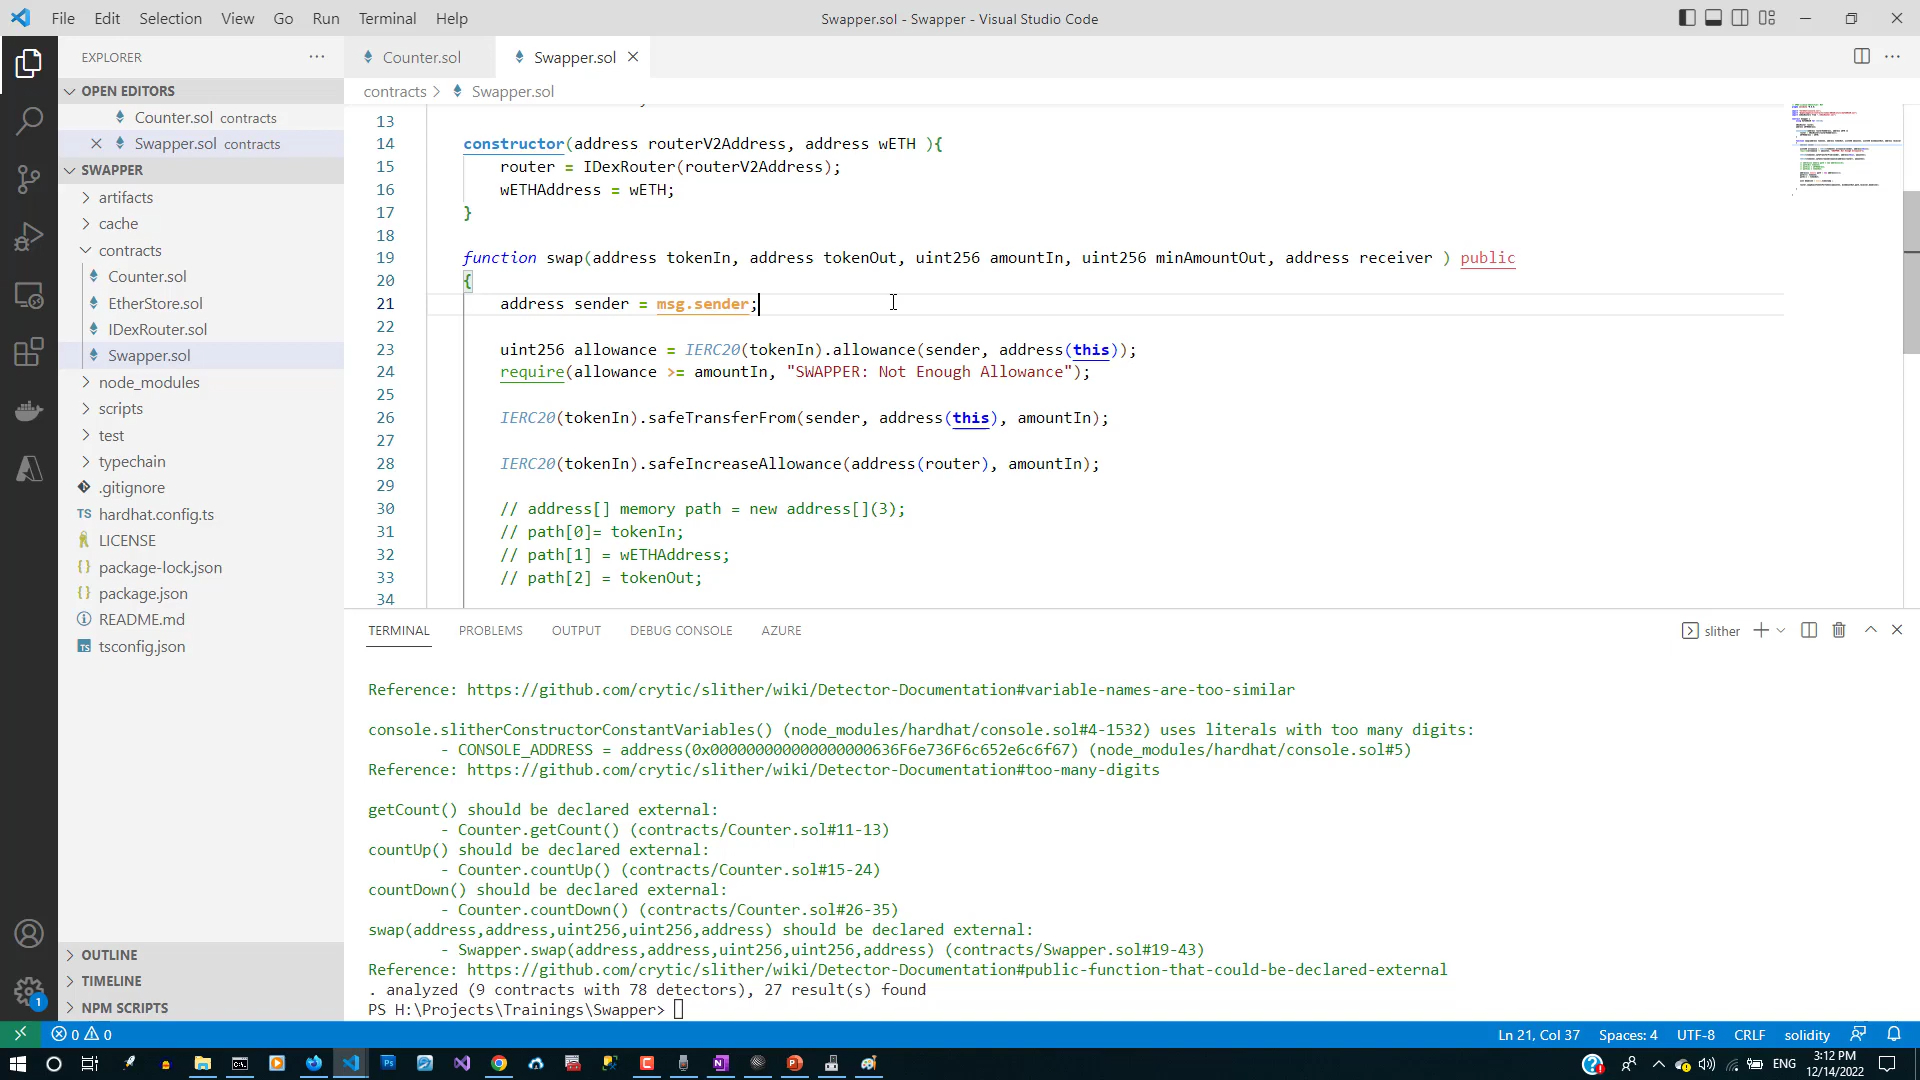 File Edit Selection View Go Run Terminal Help
Swapper.sol - Swapper - Visual Studio Code
EXPLORER
OPEN EDITORS
Counter.sol contracts
Swapper.sol contracts
SWAPPER
artifacts
cache
contracts
Counter.sol
EtherStore.sol
IDexRouter.sol
Swapper.sol
node_modules
scripts
test
typechain
.gitignore
TS hardhat.config.ts
LICENSE
{} package-lock.json
{} package.json
README.md
TS tsconfig.json
OUTLINE
TIMELINE
NPM SCRIPTS
1
Counter.sol
Swapper.sol
contracts > Swapper.sol
13
14 constructor(address routerV2Address, address wETH ){
15 router = IDexRouter(routerV2Address);
16 wETHAddress = wETH;
17 }
18
19 function swap(address tokenIn, address tokenOut, uint256 amountIn, uint256 minAmountOut, address receiver ) public
20 {
21 address sender = msg.sender;
22
23 uint256 allowance = IERC20(tokenIn).allowance(sender, address(this));
24 require(allowance >= amountIn, "SWAPPER: Not Enough Allowance");
25
26 IERC20(tokenIn).safeTransferFrom(sender, address(this), amountIn);
27
28 IERC20(tokenIn).safeIncreaseAllowance(address(router), amountIn);
29
30 // address[] memory path = new address[](3);
31 // path[0]= tokenIn;
32 // path[1] = wETHAddress;
33 // path[2] = tokenOut;
34
TERMINAL PROBLEMS OUTPUT DEBUG CONSOLE AZURE
slither
Reference: https://github.com/crytic/slither/wiki/Detector-Documentation#variable-names-are-too-similar
console.slitherConstructorConstantVariables() (node_modules/hardhat/console.sol#4-1532) uses literals with too many digits:
- CONSOLE_ADDRESS = address(0x000000000000000000636F6e736F6c652e6c6f67) (node_modules/hardhat/console.sol#5)
Reference: https://github.com/crytic/slither/wiki/Detector-Documentation#too-many-digits
getCount() should be declared external:
- Counter.getCount() (contracts/Counter.sol#11-13)
countUp() should be declared external:
- Counter.countUp() (contracts/Counter.sol#15-24)
countDown() should be declared external:
- Counter.countDown() (contracts/Counter.sol#26-35)
swap(address,address,uint256,uint256,address) should be declared external:
- Swapper.swap(address,address,uint256,uint256,address) (contracts/Swapper.sol#19-43)
Reference: https://github.com/crytic/slither/wiki/Detector-Documentation#public-function-that-could-be-declared-external
. analyzed (9 contracts with 78 detectors), 27 result(s) found
PS H:\Projects\Trainings\Swapper>
0 0
Ln 21, Col 37 Spaces: 4 UTF-8 CRLF solidity
ENG
3:12 PM
12/14/2022